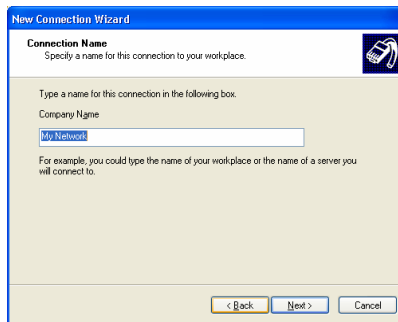 New Connection Wizard
Connection Name
Specify a name for this connection to your workplace.
Type a name for this connection in the following box.
Company Name
My Network
For example, you could type the name of your workplace or the name of a server you
will connect to.
< Back Next > Cancel